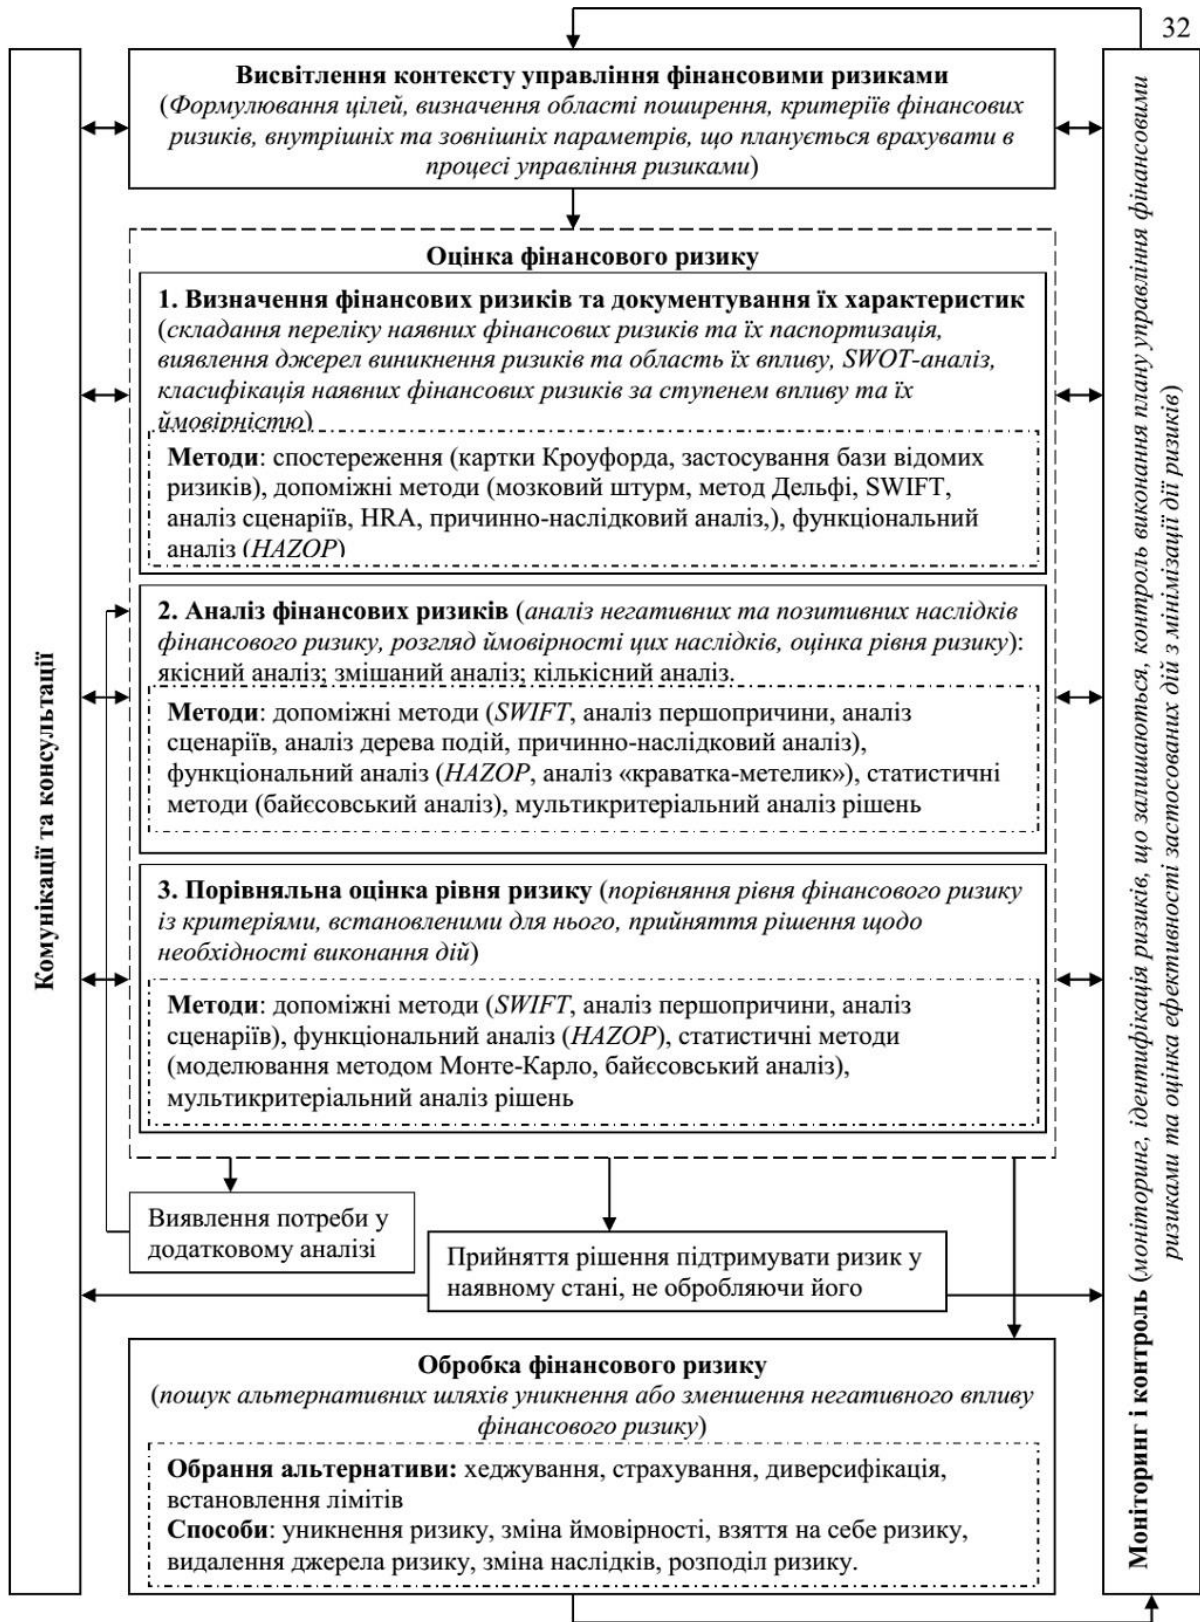 32
Висвітлення контексту управління фінансовими ризиками
(Формулювання цілей, визначення області поширення, критеріїв фінансових
ризиків, внутрішніх та зовнішніх параметрів, що планується врахувати в
процесі управління ризиками)
Оцінка фінансового ризику
1. Визначення фінансових ризиків та документування їх характеристик
(складання переліку наявних фінансових ризиків та їх паспортизація,
виявлення джерел виникнення ризиків та область їх впливу, SWOT-аналіз,
класифікація наявних фінансових ризиків за ступенем впливу та їх
ймовірністю)
Методи: спостереження (картки Кроуфорда, застосування бази відомих
ризиків), допоміжні методи (мозковий штурм, метод Дельфі, SWIFT,
аналіз сценаріїв, HRA, причинно-наслідковий аналіз,), функціональний
аналіз (HAZOP)
2. Аналіз фінансових ризиків (аналіз негативних та позитивних наслідків
фінансового ризику, розгляд ймовірності цих наслідків, оцінка рівня ризику):
якісний аналіз; змішаний аналіз; кількісний аналіз.
Методи: допоміжні методи (SWIFT, аналіз першопричини, аналіз
сценаріїв, аналіз дерева подій, причинно-наслідковий аналіз),
функціональний аналіз (HAZOP, аналіз «краватка-метелик»), статистичні
методи (байєсовський аналіз), мультикритеріальний аналіз рішень
3. Порівняльна оцінка рівня ризику (порівняння рівня фінансового ризику
із критеріями, встановленими для нього, прийняття рішення щодо
необхідності виконання дій)
Методи: допоміжні методи (SWIFT, аналіз першопричини, аналіз
сценаріїв), функціональний аналіз (HAZOP), статистичні методи
(моделювання методом Монте-Карло, байєсовський аналіз),
мультикритеріальний аналіз рішень
Виявлення потреби у
додатковому аналізі
Прийняття рішення підтримувати ризик у
наявному стані, не обробляючи його
Обробка фінансового ризику
(пошук альтернативних шляхів уникнення або зменшення негативного впливу
фінансового ризику)
Обрання альтернативи: хеджування, страхування, диверсифікація,
встановлення лімітів
Способи: уникнення ризику, зміна ймовірності, взяття на себе ризику,
видалення джерела ризику, зміна наслідків, розподіл ризику.
Комунікації та консультації
Моніторинг і контроль (моніторинг, ідентифікація ризиків, що залишаються, контроль виконання плану управління фінансовими
ризиками та оцінка ефективності застосованих дій з мінімізації дії ризиків)